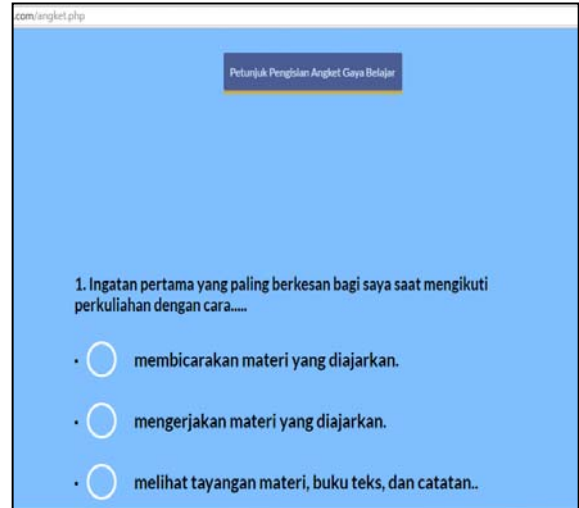 .com/angket.php
Petunjuk Pengisian Angket Gaya Belajar
1. Ingatan pertama yang paling berkesan bagi saya saat mengikuti
perkuliahan dengan cara.....
membicarakan materi yang diajarkan.
mengerjakan materi yang diajarkan.
melihat tayangan materi, buku teks, dan catatan..